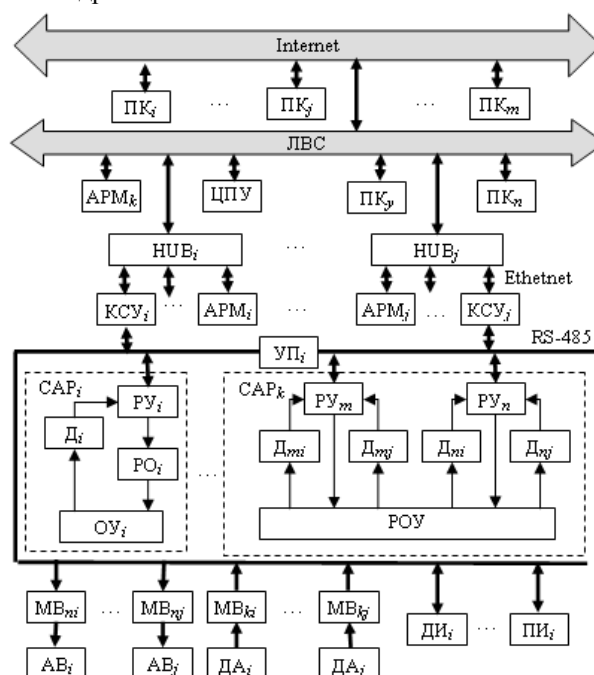 Internet
ПКi ... ПКj ... ПКm
ЛВС
АРМk ЦПУ ПКy ПКn
HUBi ... HUBj
Ethetnet
КСУi ... АРМi ... АРМj ... КСУj
RS-485
УПi
САРi САРk
РУi РУm РУn
Дi Дmi Дmj Дni Дnj
РОi ...
ОУi РОУ
МВni ... МВnj МВki ... МВkj
ДИi ... ПИi
АВi АВj ДАi ДАj